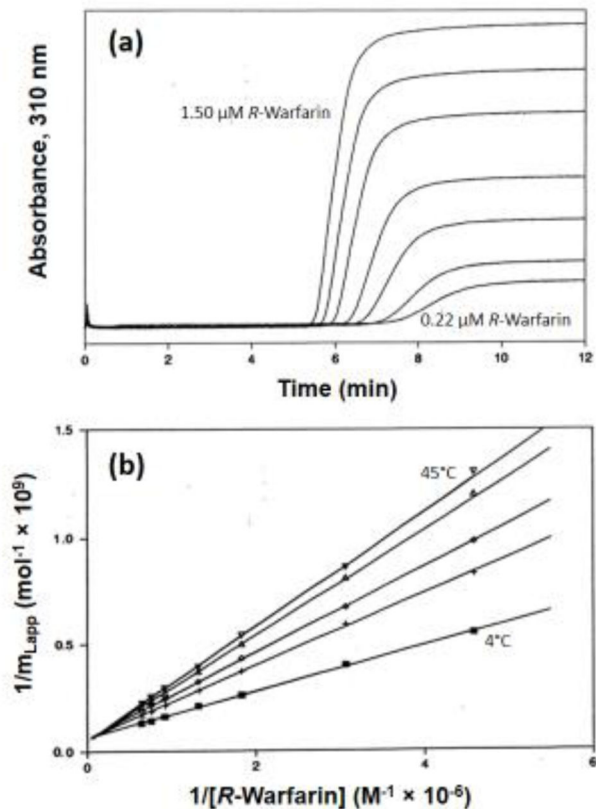 (a)
Absorbance, 310 nm
1.50 µM R-Warfarin
0.22 µM R-Warfarin
0 2 4 6 8 10 12
Time (min)
(b)
1/mLapp (mol-1 × 10⁹)
1.5
1.0
0.5
0.0
45°C
4°C
0 2 4 6
1/[R-Warfarin] (M-1 × 10-6)